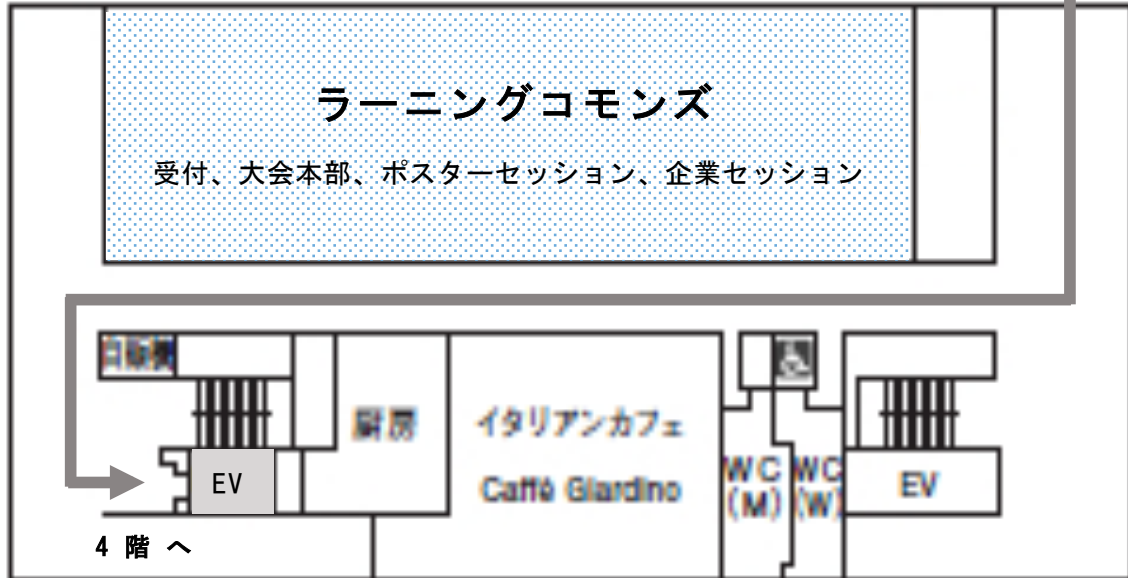 ラーニングコモンズ
受付、大会本部、ポスターセッション、企業セッション
自販機
厨房
イタリアンカフェ
Caffè Giardino
WC
(M)
WC
(W)
EV
EV
4 階 へ